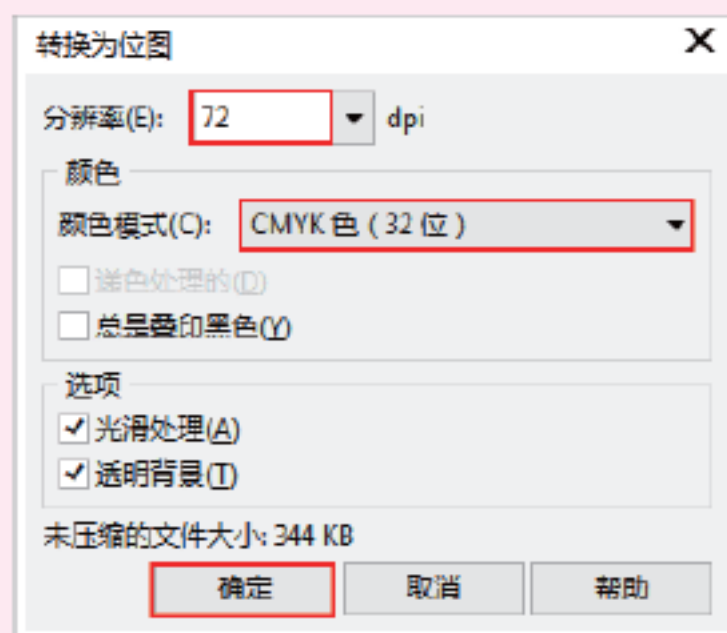 转换为位图
分辨率(E): 72 dpi
颜色
颜色模式(C): CMYK 色 ( 32 位 )
递色处理的(D)
总是叠印黑色(Y)
选项
光滑处理(A)
透明背景(T)
未压缩的文件大小: 344 KB
确定 取消 帮助